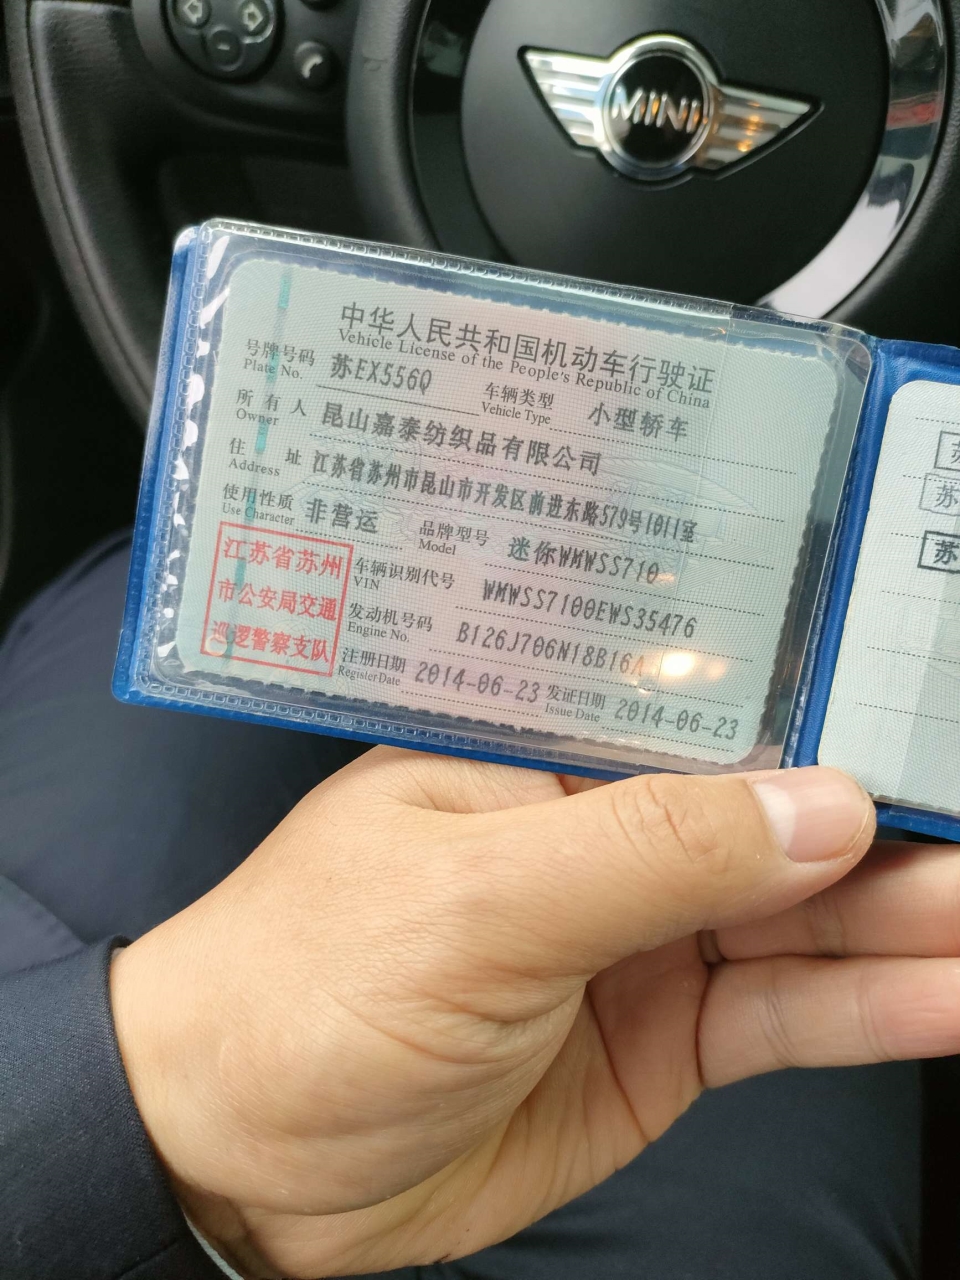 MINI
中华人民共和国机动车行驶证
Vehicle License of the People's Republic of China
号牌号码 苏EX556Q 车辆类型 小型轿车
Plate No. Vehicle Type
所有人 昆山嘉泰纺织品有限公司
Owner
住址 江苏省苏州市昆山市开发区前进东路579号1011室
Address
使用性质 非营运 品牌型号 迷你WMWSS710
Use Character Model
江苏省苏州
市公安局交通
巡逻警察支队
车辆识别代号 WMWSS7100EWS35476
VIN
发动机号码 B126J706N18B16A
Engine No.
注册日期 2014-06-23 发证日期 2014-06-23
Register Date Issue Date
苏
苏
苏